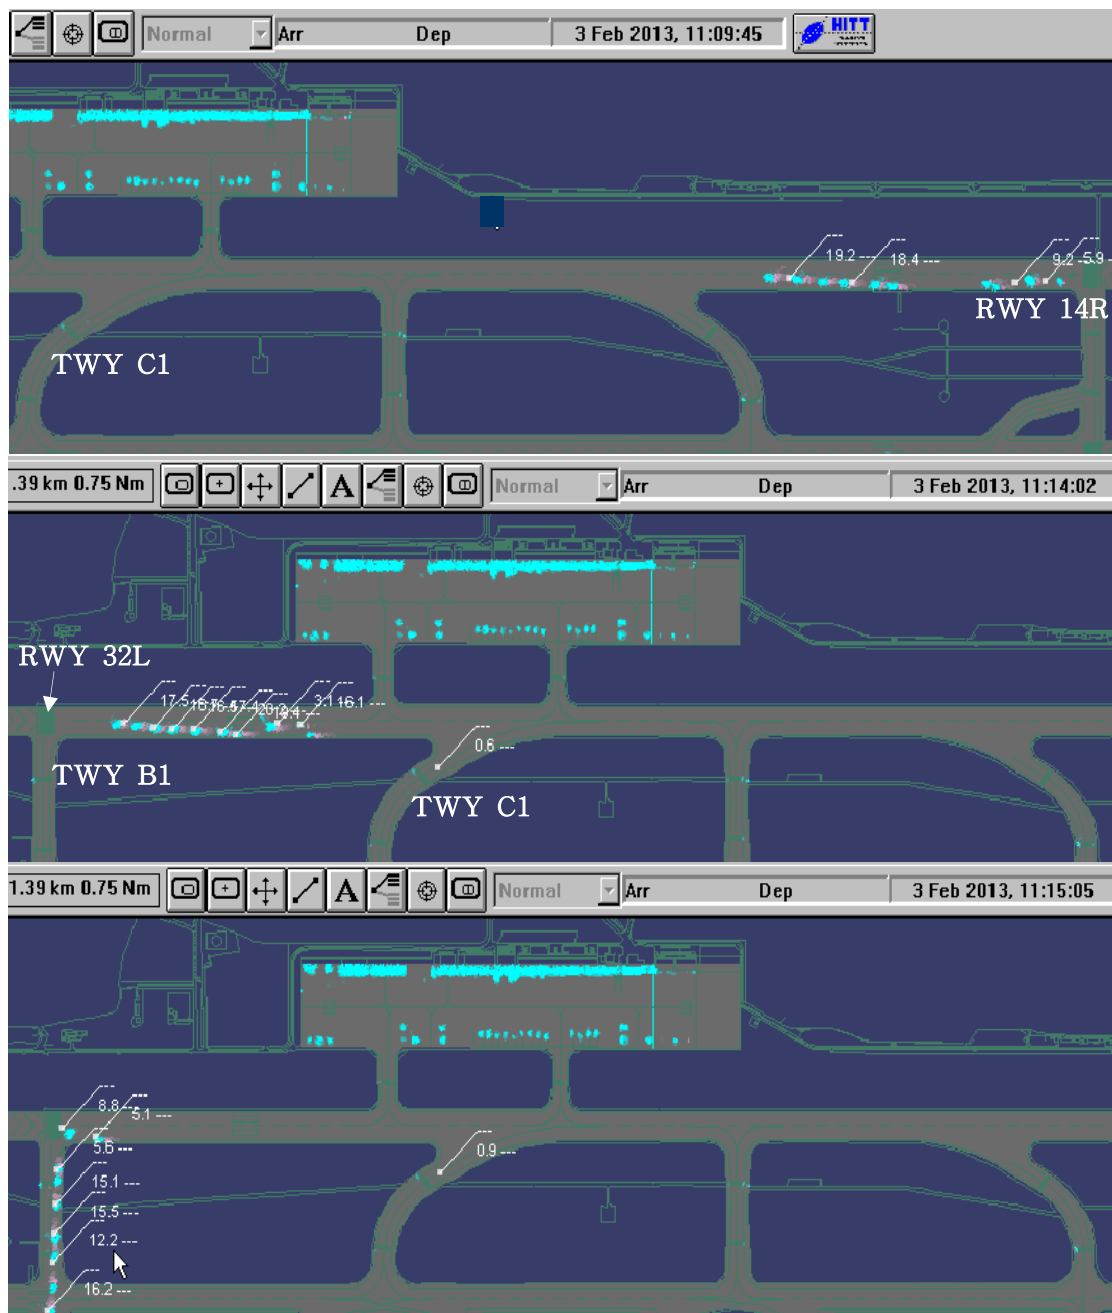 Normal Arr Dep 3 Feb 2013, 11:09:45 HITT
19.2 --- 18.4 --- 9.2 5.9
RWY 14R
TWY C1
.39 km 0.75 Nm A Normal Arr Dep 3 Feb 2013, 11:14:02
RWY 32L
17.5 3.1 16.1 ---
0.6 ---
TWY B1
TWY C1
1.39 km 0.75 Nm A Normal Arr Dep 3 Feb 2013, 11:15:05
8.8 --- 5.1 ---
5.6 --- 0.9 ---
15.1 ---
15.5 ---
12.2 ---
16.2 ---